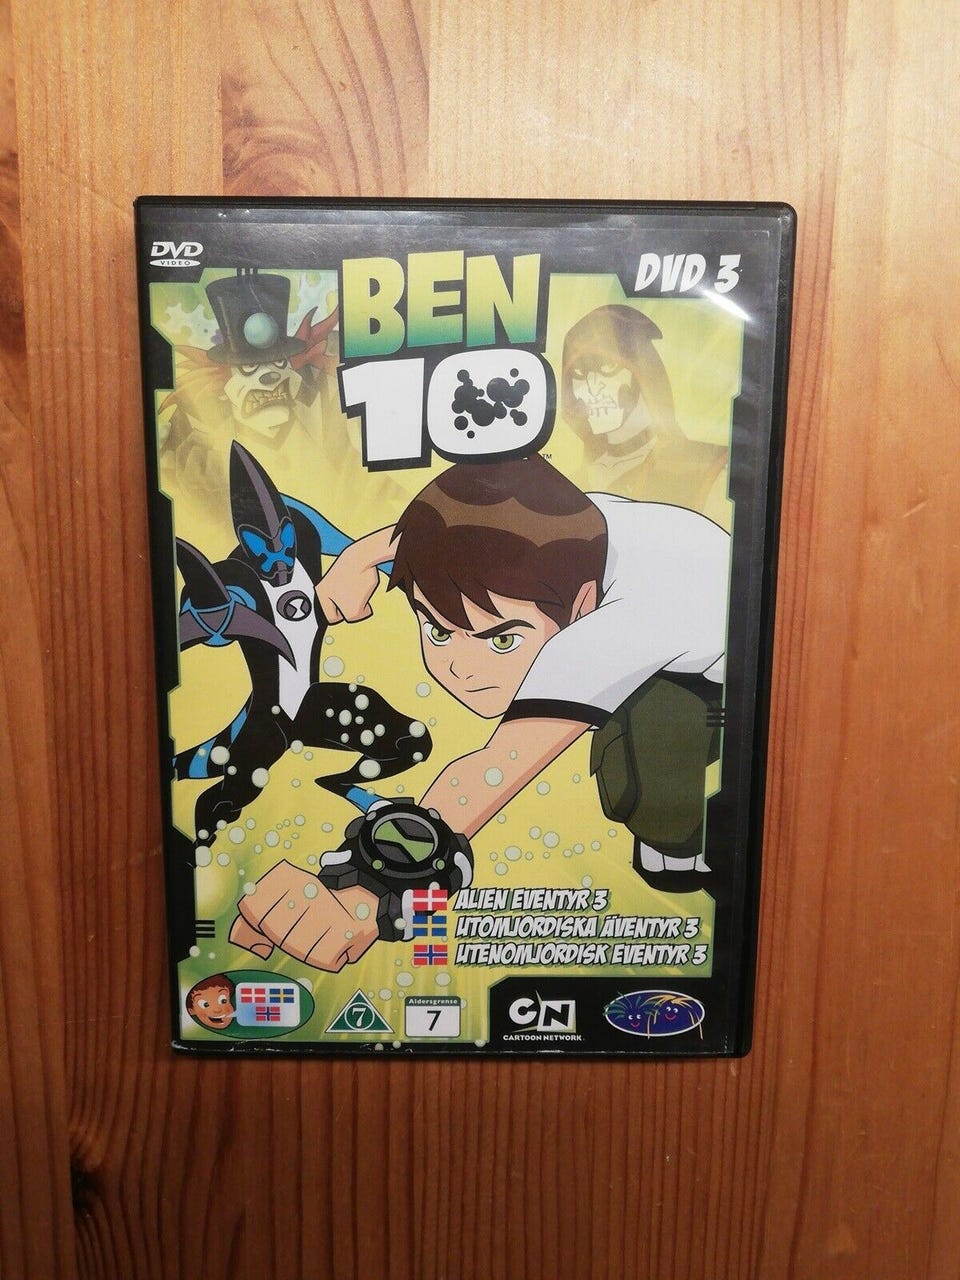 DVD
VIDEO
DVD 3
BEN
10
™
ALIEN EVENTYR 3
UTOMJORDISKA ÄVENTYR 3
UTENOMJORDISK EVENTYR 3
7
Aldersgrense
7
CN
CARTOON NETWORK